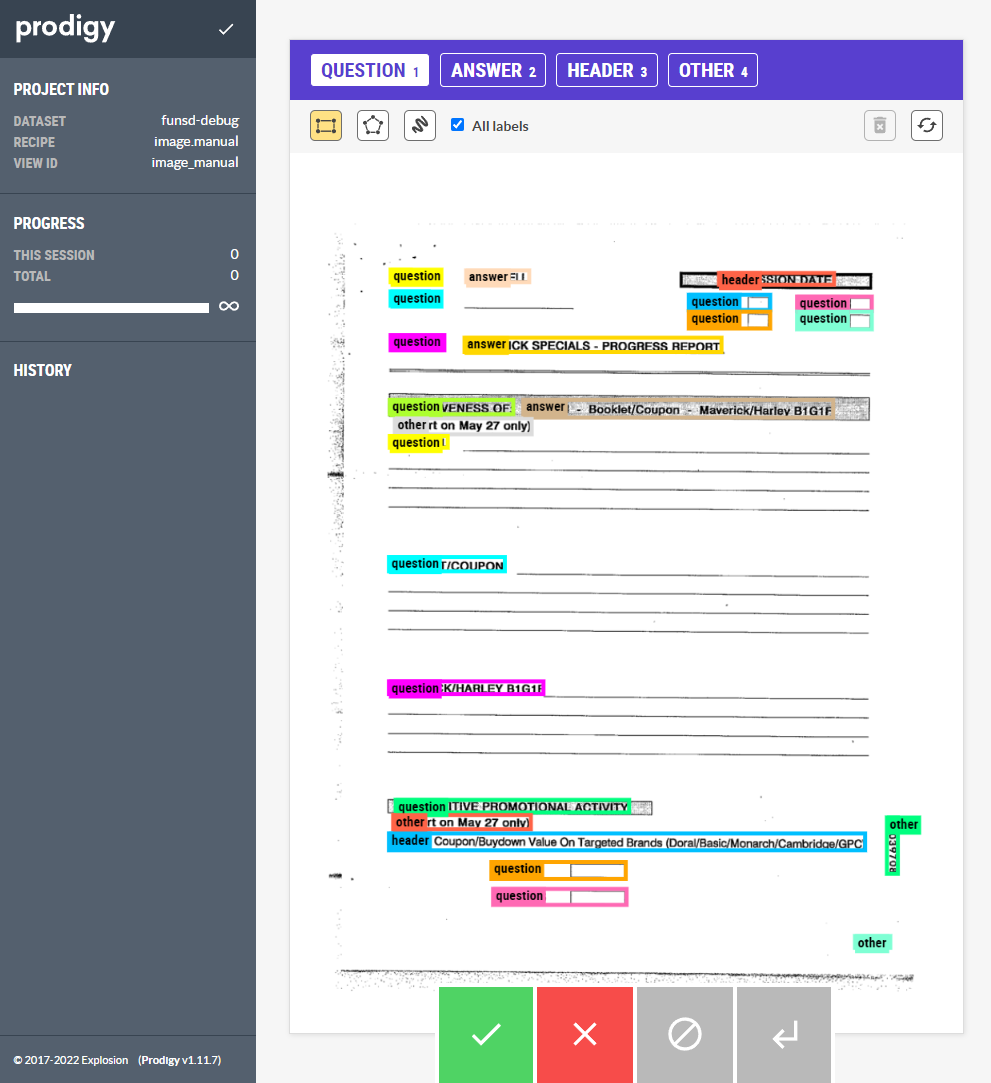 prodigy
PROJECT INFO
DATASET funsd-debug
RECIPE image.manual
VIEW ID image_manual
PROGRESS
THIS SESSION 0
TOTAL 0
∞
HISTORY
© 2017-2022 Explosion (Prodigy v1.11.7)
QUESTION 1 ANSWER 2 HEADER 3 OTHER 4
All labels
question answer header SSION DATE
question question question
question question
question answer ICK SPECIALS - PROGRESS REPORT
question VENESS OF: answer - Booklet/Coupon - Maverick/Harley B1G1F
other rt on May 27 only)
question
question T/COUPON
question K/HARLEY B1G1F
question ITIVE PROMOTIONAL ACTIVITY
other rt on May 27 only)
header Coupon/Buydown Value On Targeted Brands (Doral/Basic/Monarch/Cambridge/GPC
other
question
question
other